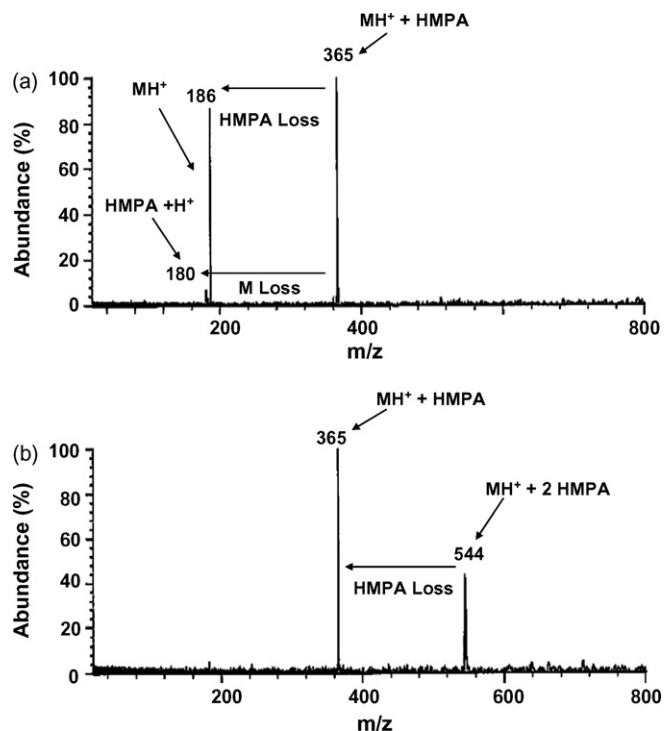 MH⁺ + HMPA
365
(a)
100
MH⁺
186
80
HMPA Loss
60
HMPA +H⁺
40
20
180
M Loss
0
200
400
600
800
m/z
Abundance (%)
MH⁺ + HMPA
(b)
365
100
MH⁺ + 2 HMPA
80
60
544
40
HMPA Loss
20
0
200
400
600
800
m/z
Abundance (%)